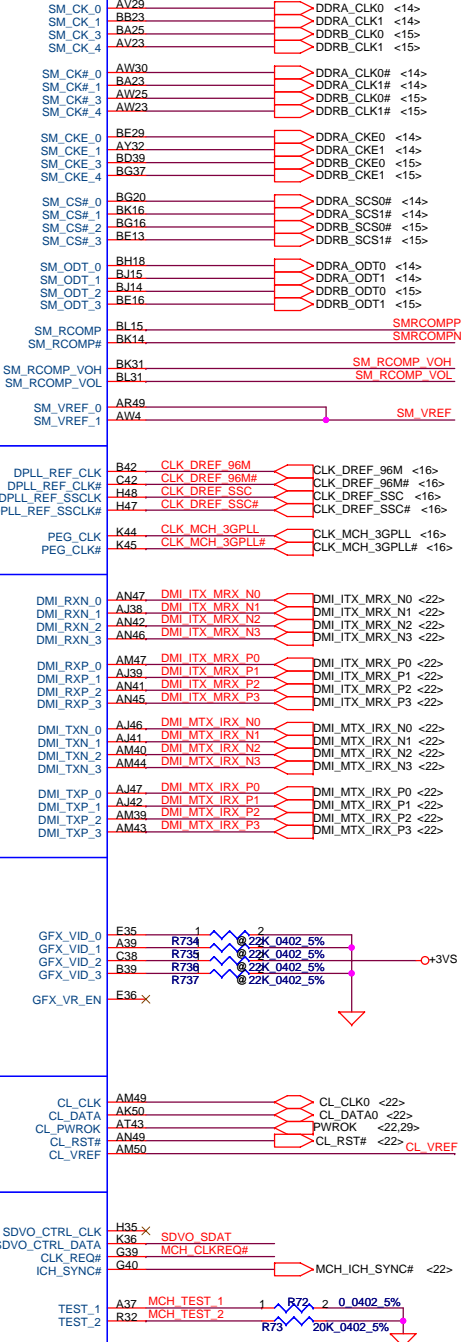 SM_CK_0 AV29 DDRA_CLK0 <14>
SM_CK_1 BB23 DDRA_CLK1 <14>
SM_CK_3 BA25 DDRB_CLK0 <15>
SM_CK_4 AV23 DDRB_CLK1 <15>
SM_CK#_0 AW30 DDRA_CLK0# <14>
SM_CK#_1 BA23 DDRA_CLK1# <14>
SM_CK#_3 AW25 DDRB_CLK0# <15>
SM_CK#_4 AW23 DDRB_CLK1# <15>
SM_CKE_0 BE29 DDRA_CKE0 <14>
SM_CKE_1 AY32 DDRA_CKE1 <14>
SM_CKE_3 BD39 DDRB_CKE0 <15>
SM_CKE_4 BG37 DDRB_CKE1 <15>
SM_CS#_0 BG20 DDRA_SCS0# <14>
SM_CS#_1 BK16 DDRA_SCS1# <14>
SM_CS#_2 BG16 DDRB_SCS0# <15>
SM_CS#_3 BE13 DDRB_SCS1# <15>
SM_ODT_0 BH18 DDRA_ODT0 <14>
SM_ODT_1 BJ15 DDRA_ODT1 <14>
SM_ODT_2 BJ14 DDRB_ODT0 <15>
SM_ODT_3 BE16 DDRB_ODT1 <15>
SM_RCOMP BL15 SMRCOMPP
SM_RCOMP# BK14 SMRCOMPN
SM_RCOMP_VOH BK31 SM_RCOMP_VOH
SM_RCOMP_VOL BL31 SM_RCOMP_VOL
SM_VREF_0 AR49
SM_VREF_1 AW4 SM_VREF
DPLL_REF_CLK B42 CLK_DREF_96M CLK_DREF_96M <16>
DPLL_REF_CLK# C42 CLK_DREF_96M# CLK_DREF_96M# <16>
DPLL_REF_SSCLK H48 CLK_DREF_SSC CLK_DREF_SSC <16>
PLL_REF_SSCLK# H47 CLK_DREF_SSC# CLK_DREF_SSC# <16>
PEG_CLK K44 CLK_MCH_3GPLL CLK_MCH_3GPLL <16>
PEG_CLK# K45 CLK_MCH_3GPLL# CLK_MCH_3GPLL# <16>
DMI_RXN_0 AN47 DMI_ITX_MRX_N0 DMI_ITX_MRX_N0 <22>
DMI_RXN_1 AJ38 DMI_ITX_MRX_N1 DMI_ITX_MRX_N1 <22>
DMI_RXN_2 AN42 DMI_ITX_MRX_N2 DMI_ITX_MRX_N2 <22>
DMI_RXN_3 AN46 DMI_ITX_MRX_N3 DMI_ITX_MRX_N3 <22>
DMI_RXP_0 AM47 DMI_ITX_MRX_P0 DMI_ITX_MRX_P0 <22>
DMI_RXP_1 AJ39 DMI_ITX_MRX_P1 DMI_ITX_MRX_P1 <22>
DMI_RXP_2 AN41 DMI_ITX_MRX_P2 DMI_ITX_MRX_P2 <22>
DMI_RXP_3 AN45 DMI_ITX_MRX_P3 DMI_ITX_MRX_P3 <22>
DMI_TXN_0 AJ46 DMI_MTX_IRX_N0 DMI_MTX_IRX_N0 <22>
DMI_TXN_1 AJ41 DMI_MTX_IRX_N1 DMI_MTX_IRX_N1 <22>
DMI_TXN_2 AM40 DMI_MTX_IRX_N2 DMI_MTX_IRX_N2 <22>
DMI_TXN_3 AM44 DMI_MTX_IRX_N3 DMI_MTX_IRX_N3 <22>
DMI_TXP_0 AJ47 DMI_MTX_IRX_P0 DMI_MTX_IRX_P0 <22>
DMI_TXP_1 AJ42 DMI_MTX_IRX_P1 DMI_MTX_IRX_P1 <22>
DMI_TXP_2 AM39 DMI_MTX_IRX_P2 DMI_MTX_IRX_P2 <22>
DMI_TXP_3 AM43 DMI_MTX_IRX_P3 DMI_MTX_IRX_P3 <22>
GFX_VID_0 E35 1 2
R734 @22K_0402_5%
GFX_VID_1 A39
R735 @22K_0402_5%
GFX_VID_2 C38 +3VS
R736 @22K_0402_5%
GFX_VID_3 B39
R737 @22K_0402_5%
GFX_VR_EN E36
CL_CLK AM49 CL_CLK0 <22>
CL_DATA AK50 CL_DATA0 <22>
CL_PWROK AT43 PWROK <22,29>
CL_RST# AN49 CL_RST# <22>
CL_VREF AM50 CL_VREF
SDVO_CTRL_CLK H35
SDVO_CTRL_DATA K36 SDVO_SDAT
CLK_REQ# G39 MCH_CLKREQ#
ICH_SYNC# G40 MCH_ICH_SYNC# <22>
TEST_1 A37 MCH_TEST_1 1 R72 2 0_0402_5%
TEST_2 R32 MCH_TEST_2
R73 20K_0402_5%